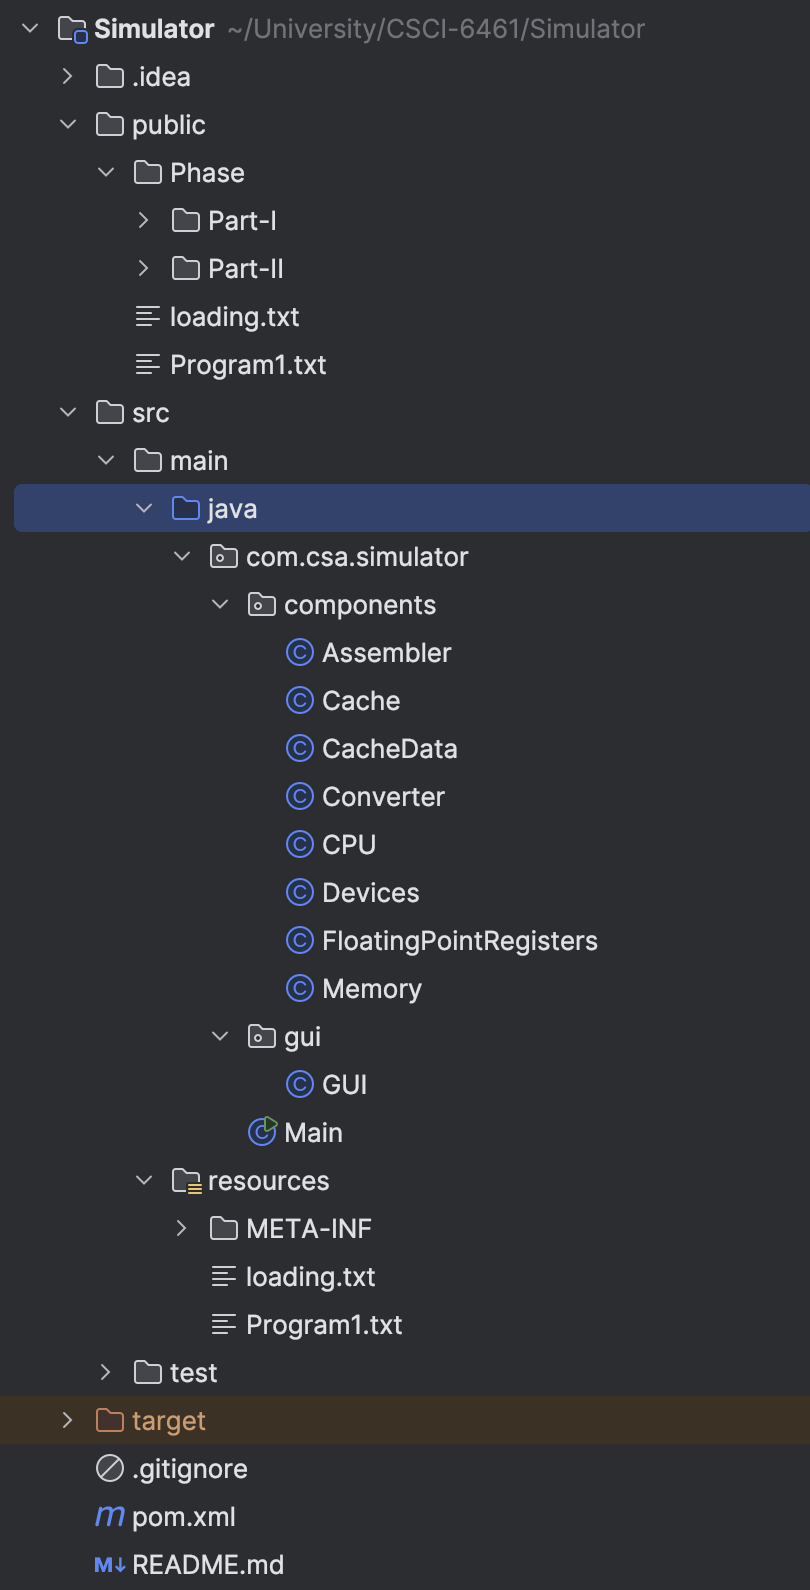 Simulator ~/University/CSCI-6461/Simulator
.idea
public
Phase
Part-I
Part-II
loading.txt
Program1.txt
src
main
java
com.csa.simulator
components
C Assembler
C Cache
C CacheData
C Converter
C CPU
C Devices
C FloatingPointRegisters
C Memory
gui
C GUI
C Main
resources
META-INF
loading.txt
Program1.txt
test
target
.gitignore
m pom.xml
M↓ README.md